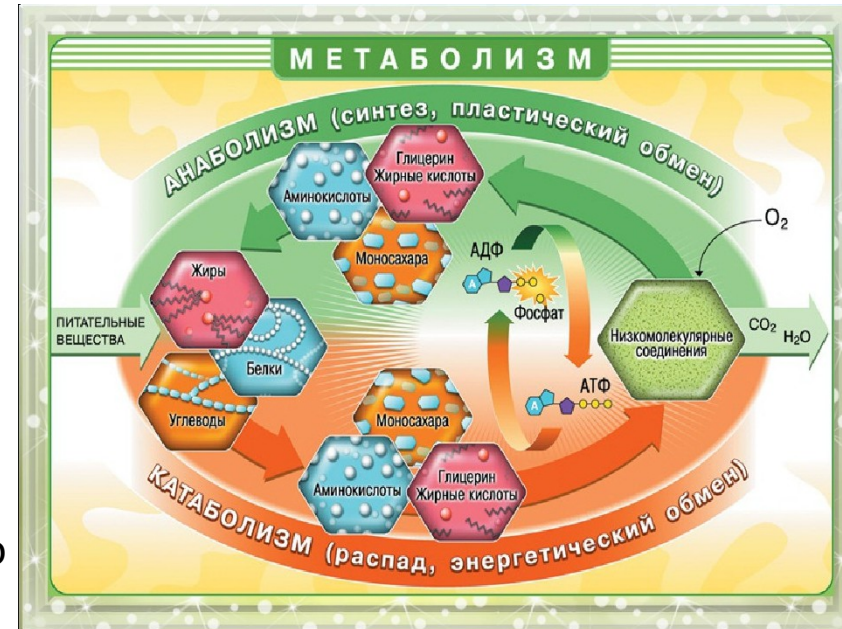 МЕТАБОЛИЗМ
АНАБОЛИЗМ (синтез, пластический обмен)
Глицерин
Жирные кислоты
Аминокислоты
Моносахара
O₂
АДФ
A
Фосфат
Жиры
ПИТАТЕЛЬНЫЕ
ВЕЩЕСТВА
Белки
Углеводы
Низкомолекулярные
соединения
CO₂
H₂O
АТФ
A
Моносахара
Аминокислоты
Глицерин
Жирные кислоты
КАТАБОЛИЗМ (распад, энергетический обмен)